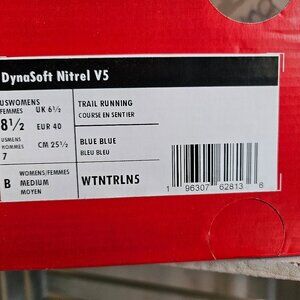 DynaSoft Nitrel V5
USWOMENS
FEMMES
UK 6½
8½
EUR 40
USMENS
HOMMES
7
CM 25½
TRAIL RUNNING
COURSE EN SENTIER
BLUE BLUE
BLEU BLEU
B
WOMENS/FEMMES
MEDIUM
MOYEN
WTNTRLN5
1 96307 62813 6